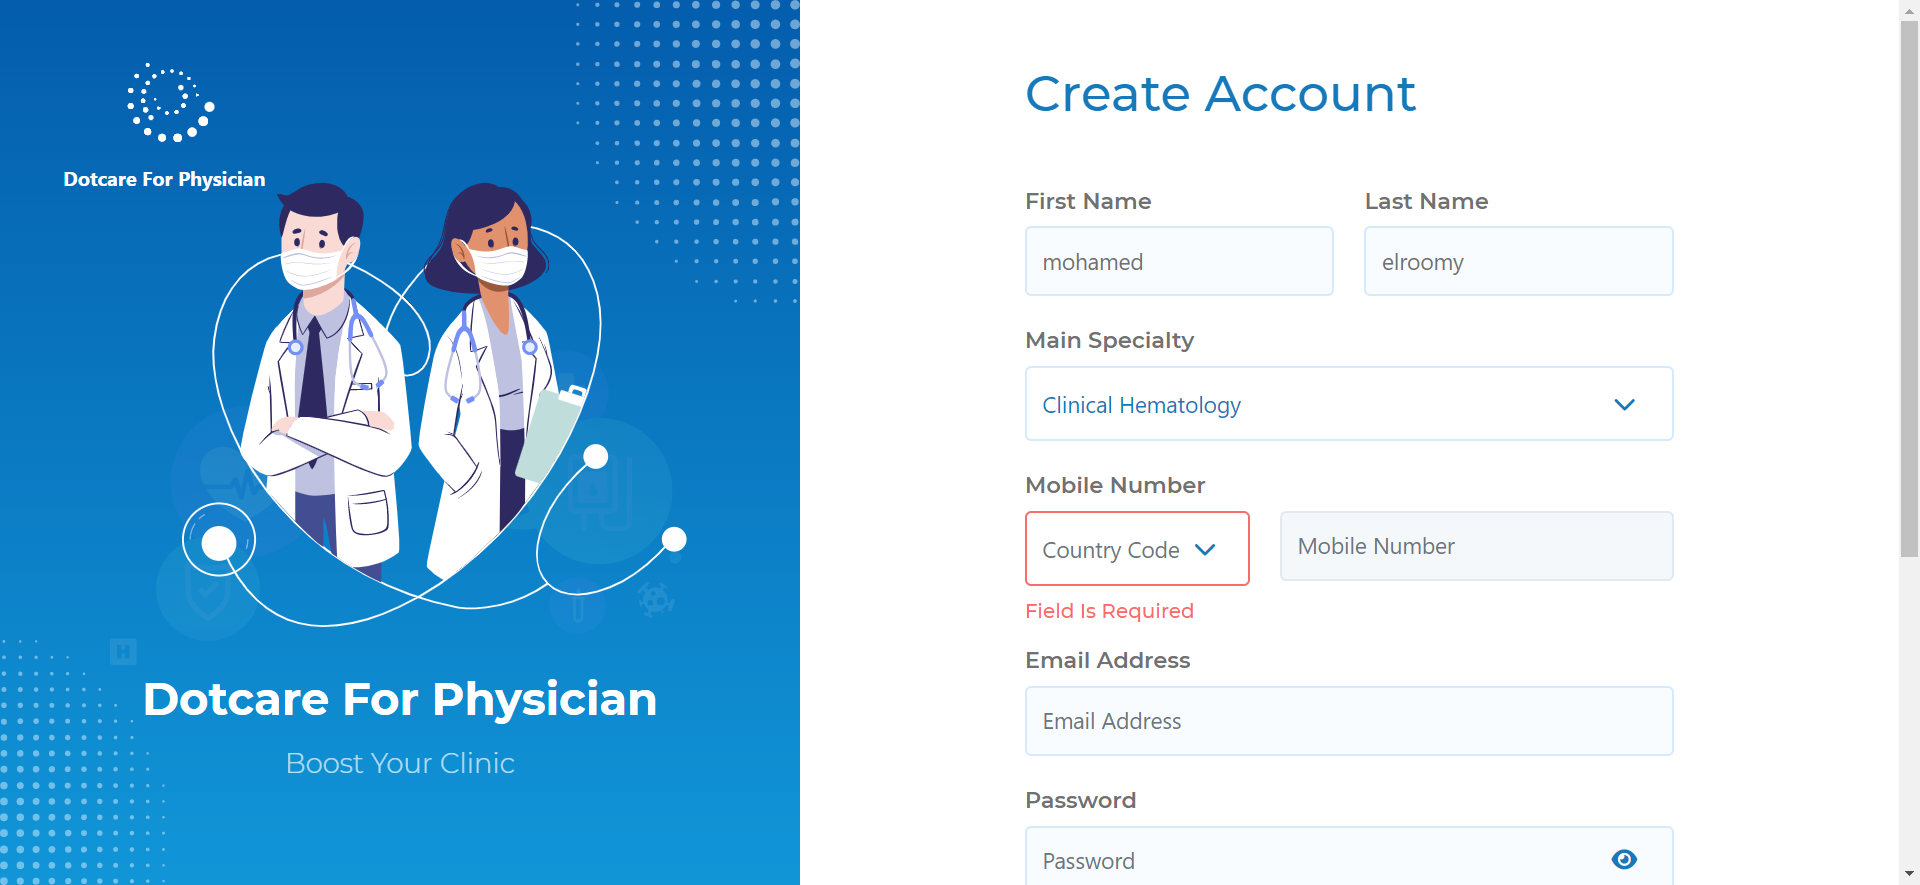 Dotcare For Physician
Dotcare For Physician
Boost Your Clinic
Create Account
First Name
Last Name
mohamed
elroomy
Main Specialty
Clinical Hematology
Mobile Number
Country Code
Mobile Number
Field Is Required
Email Address
Email Address
Password
Password